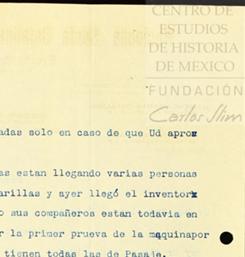 CENTRO DE
ESTUDIOS
DE HISTORIA
DE MEXICO
FUNDACIÓN
Carlos Slim
adas solo en caso de que Ud aprox
as estan llegando varias personas
arillas y ayer llegó el inventorx
o sus compañeros estan todavia en
r la primer prueva de la maquinapor
tienen todas las de Pasaje.